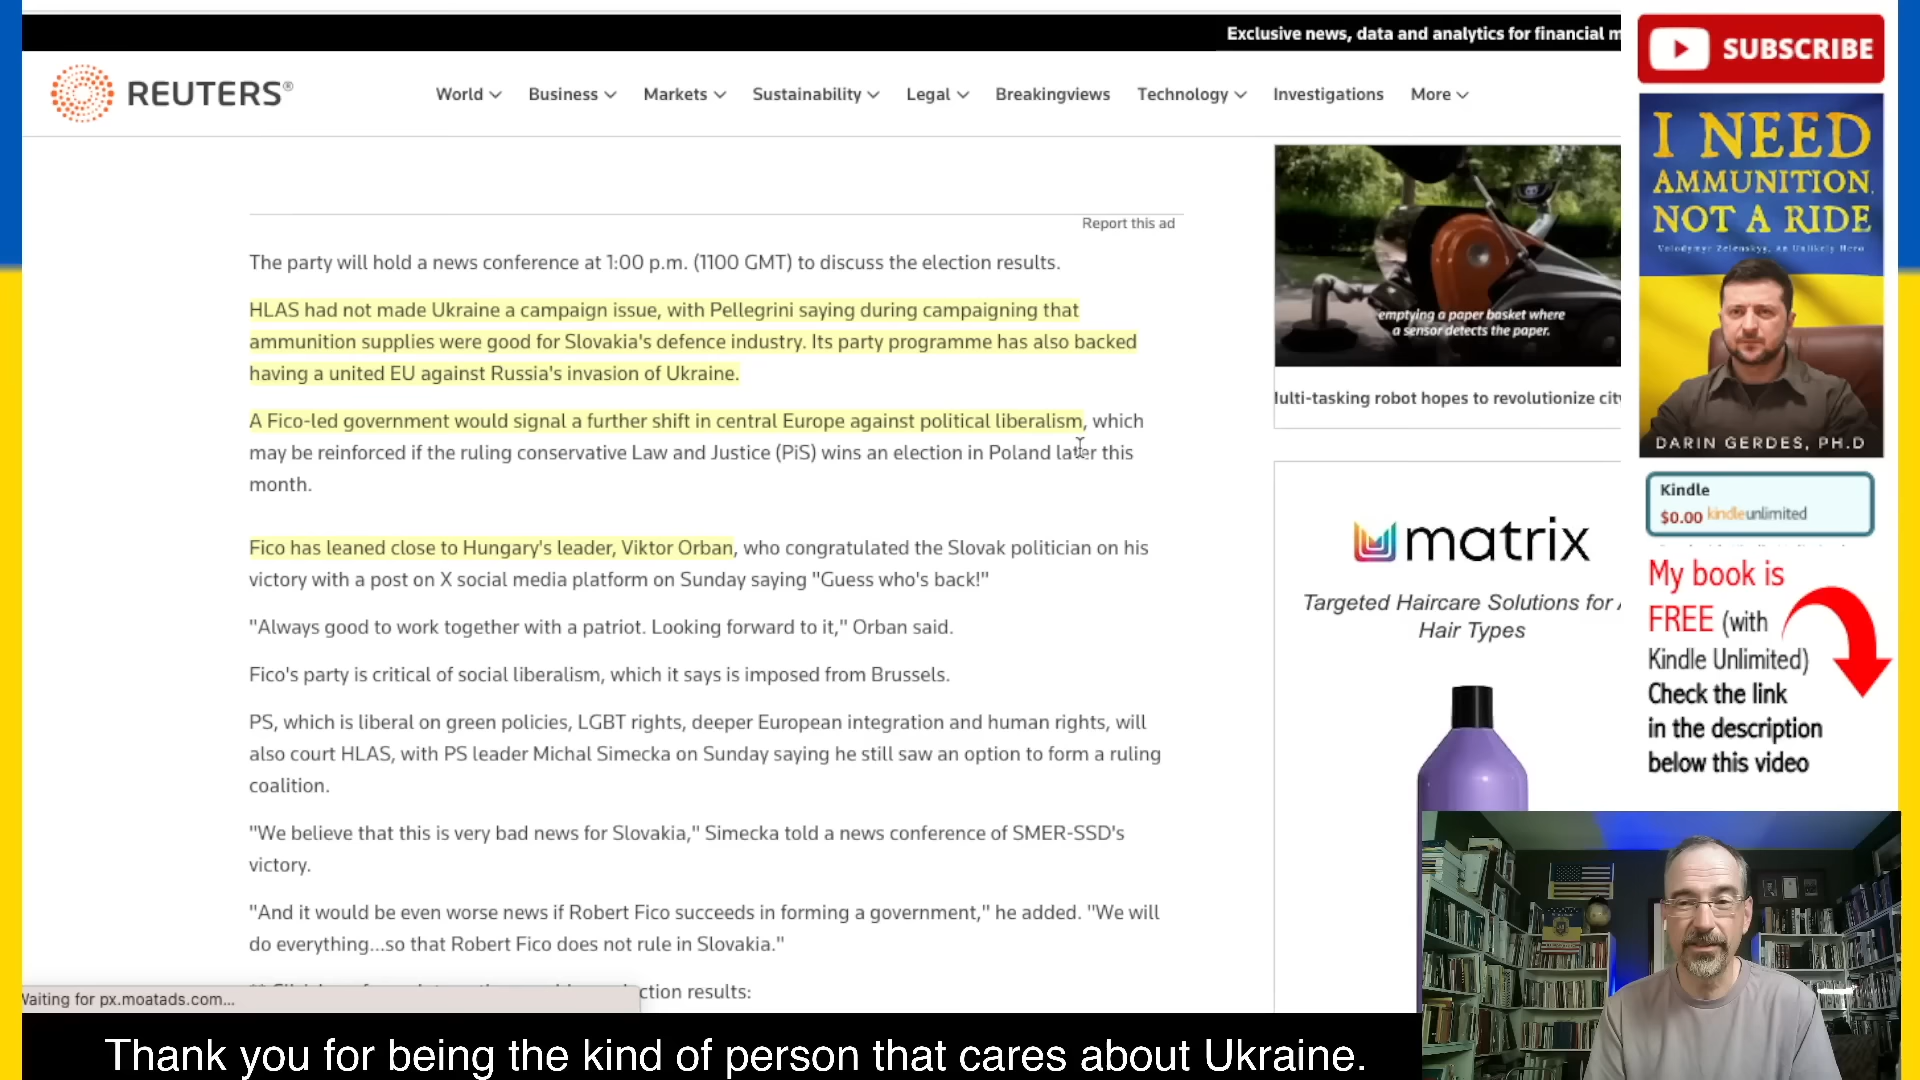 Exclusive news, data and analytics for financial m
REUTERS®
World
Business
Markets
Sustainability
Legal
Breakingviews
Technology
Investigations
More
Report this ad
The party will hold a news conference at 1:00 p.m. (1100 GMT) to discuss the election results.
HLAS had not made Ukraine a campaign issue, with Pellegrini saying during campaigning that
ammunition supplies were good for Slovakia's defence industry. Its party programme has also backed
having a united EU against Russia's invasion of Ukraine.
A Fico-led government would signal a further shift in central Europe against political liberalism, which
may be reinforced if the ruling conservative Law and Justice (PiS) wins an election in Poland later this
month.
Fico has leaned close to Hungary's leader, Viktor Orban, who congratulated the Slovak politician on his
victory with a post on X social media platform on Sunday saying "Guess who's back!"
"Always good to work together with a patriot. Looking forward to it," Orban said.
Fico's party is critical of social liberalism, which it says is imposed from Brussels.
PS, which is liberal on green policies, LGBT rights, deeper European integration and human rights, will
also court HLAS, with PS leader Michal Simecka on Sunday saying he still saw an option to form a ruling
coalition.
"We believe that this is very bad news for Slovakia," Simecka told a news conference of SMER-SSD's
victory.
"And it would be even worse news if Robert Fico succeeds in forming a government," he added. "We will
do everything...so that Robert Fico does not rule in Slovakia."
ction results:
Waiting for px.moatads.com...
emptying a paper basket where
a sensor detects the paper.
ulti-tasking robot hopes to revolutionize cit
matrix
Targeted Haircare Solutions for
Hair Types
SUBSCRIBE
I NEED
AMMUNITION,
NOT A RIDE
Volodymyr Zelenskyy, An Unlikely Hero
DARIN GERDES, PH.D
Kindle
$0.00 kindleunlimited
My book is
FREE (with
Kindle Unlimited)
Check the link
in the description
below this video
Thank you for being the kind of person that cares about Ukraine.